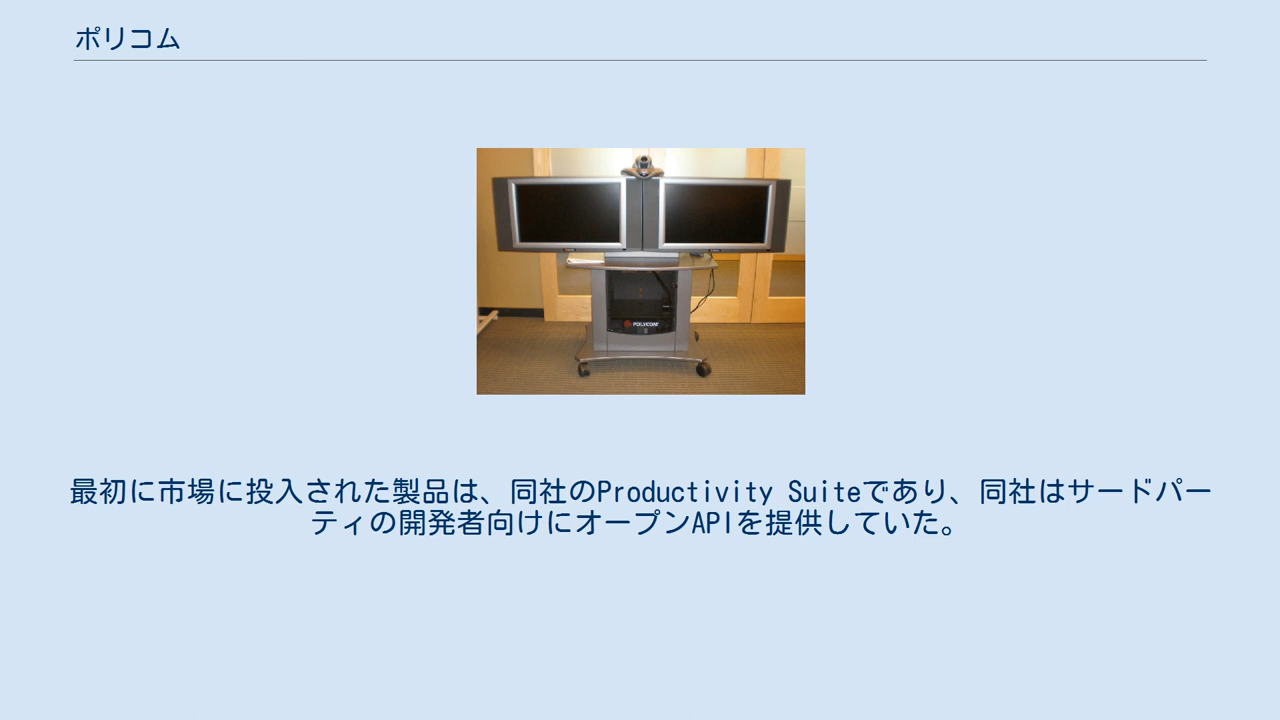 ポリコム
POLYCOM
最初に市場に投入された製品は、同社のProductivity Suiteであり、同社はサードパー
ティの開発者向けにオープンAPIを提供していた。